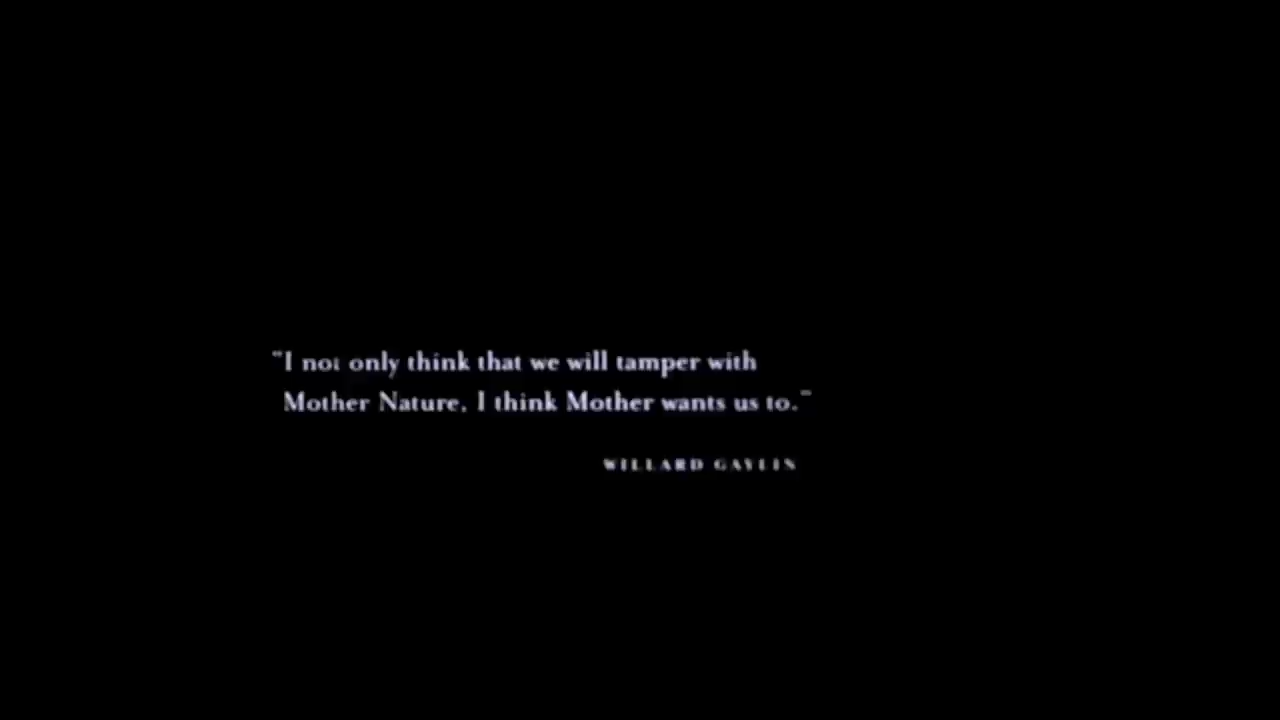 "I not only think that we will tamper with
Mother Nature, I think Mother wants us to."
WILLARD GAYLIN